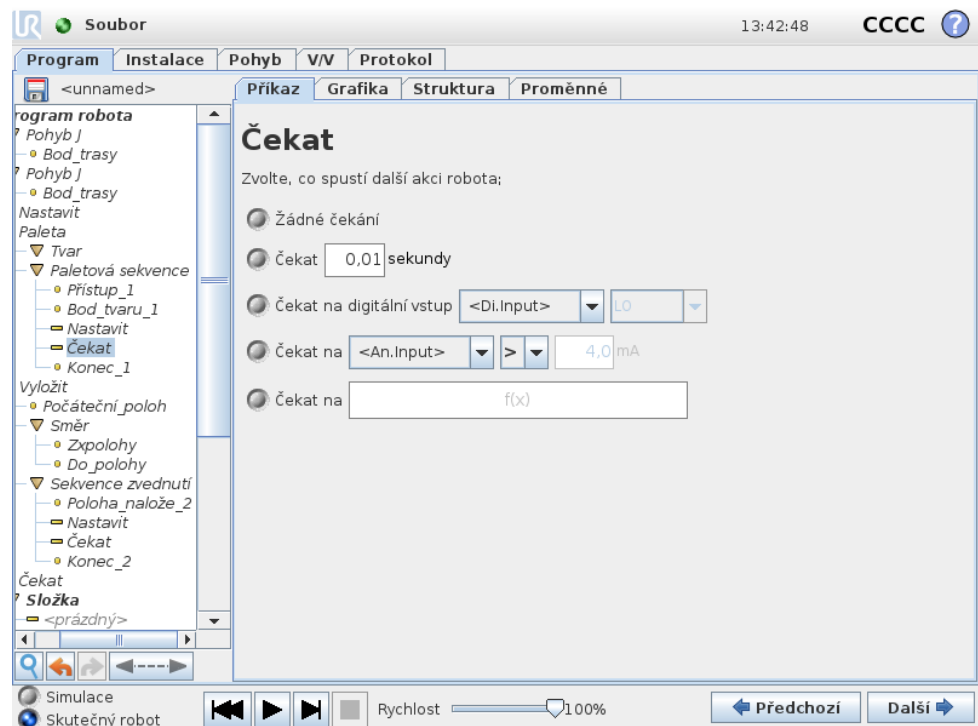 Soubor 13:42:48 CCCC ?
Program Instalace Pohyb V/V Protokol
<unnamed> Příkaz Grafika Struktura Proměnné
rogram robota
Pohyb J
Bod_trasy
Pohyb J
Bod_trasy
Nastavit
Paleta
Tvar
Paletová sekvence
Přístup_1
Bod_tvaru_1
Nastavit
Čekat
Konec_1
Vyložit
Počáteční_poloh
Směr
Zxpolohy
Do_polohy
Sekvence zvednutí
Poloha_nalože_2
Nastavit
Čekat
Konec_2
Čekat
Složka
<prázdný>
Čekat
Zvolte, co spustí další akci robota;
Žádné čekání
Čekat 0,01 sekundy
Čekat na digitální vstup <Di.Input> LO
Čekat na <An.Input> > 4,0 mA
Čekat na f(x)
Simulace
Skutečný robot
Rychlost 100%
Předchozí Další